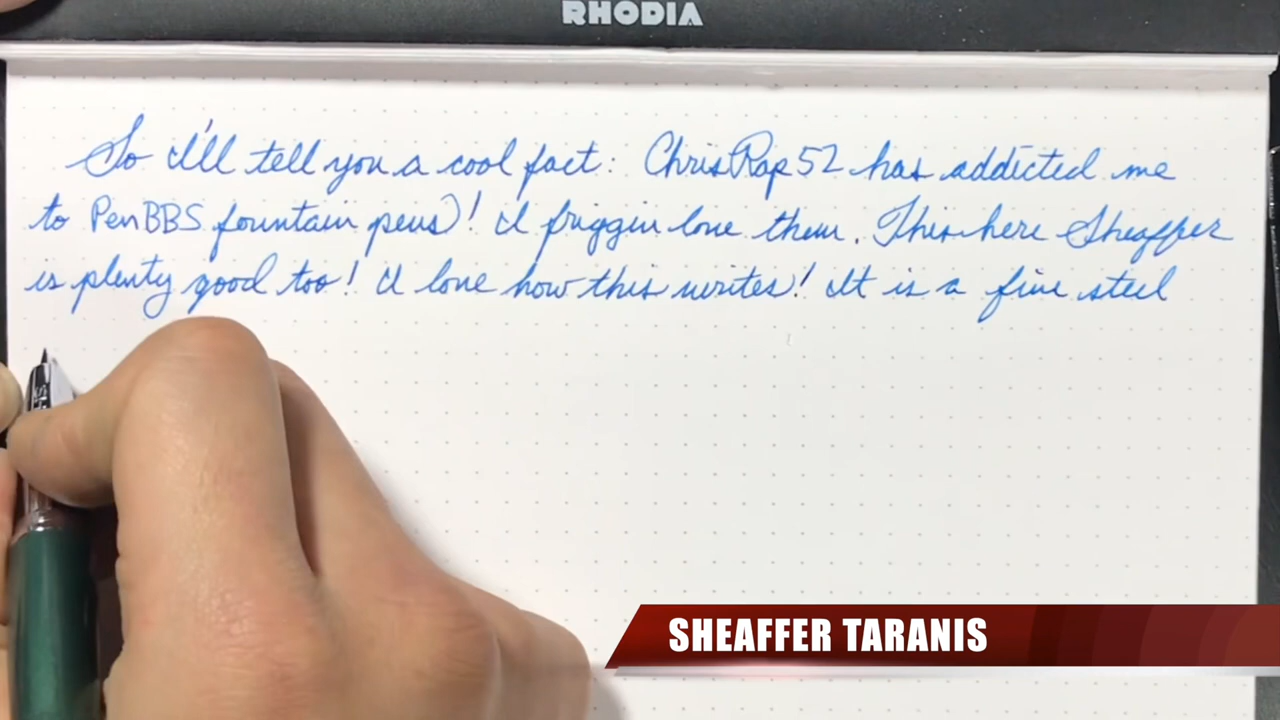 RHODIA
So I'll tell you a cool fact: ChrisRap52 has addicted me
to PenBBS fountain pens! I friggin love them. This here Sheaffer
is plenty good too! I love how this writes! It is a fine steel
SHEAFFER TARANIS